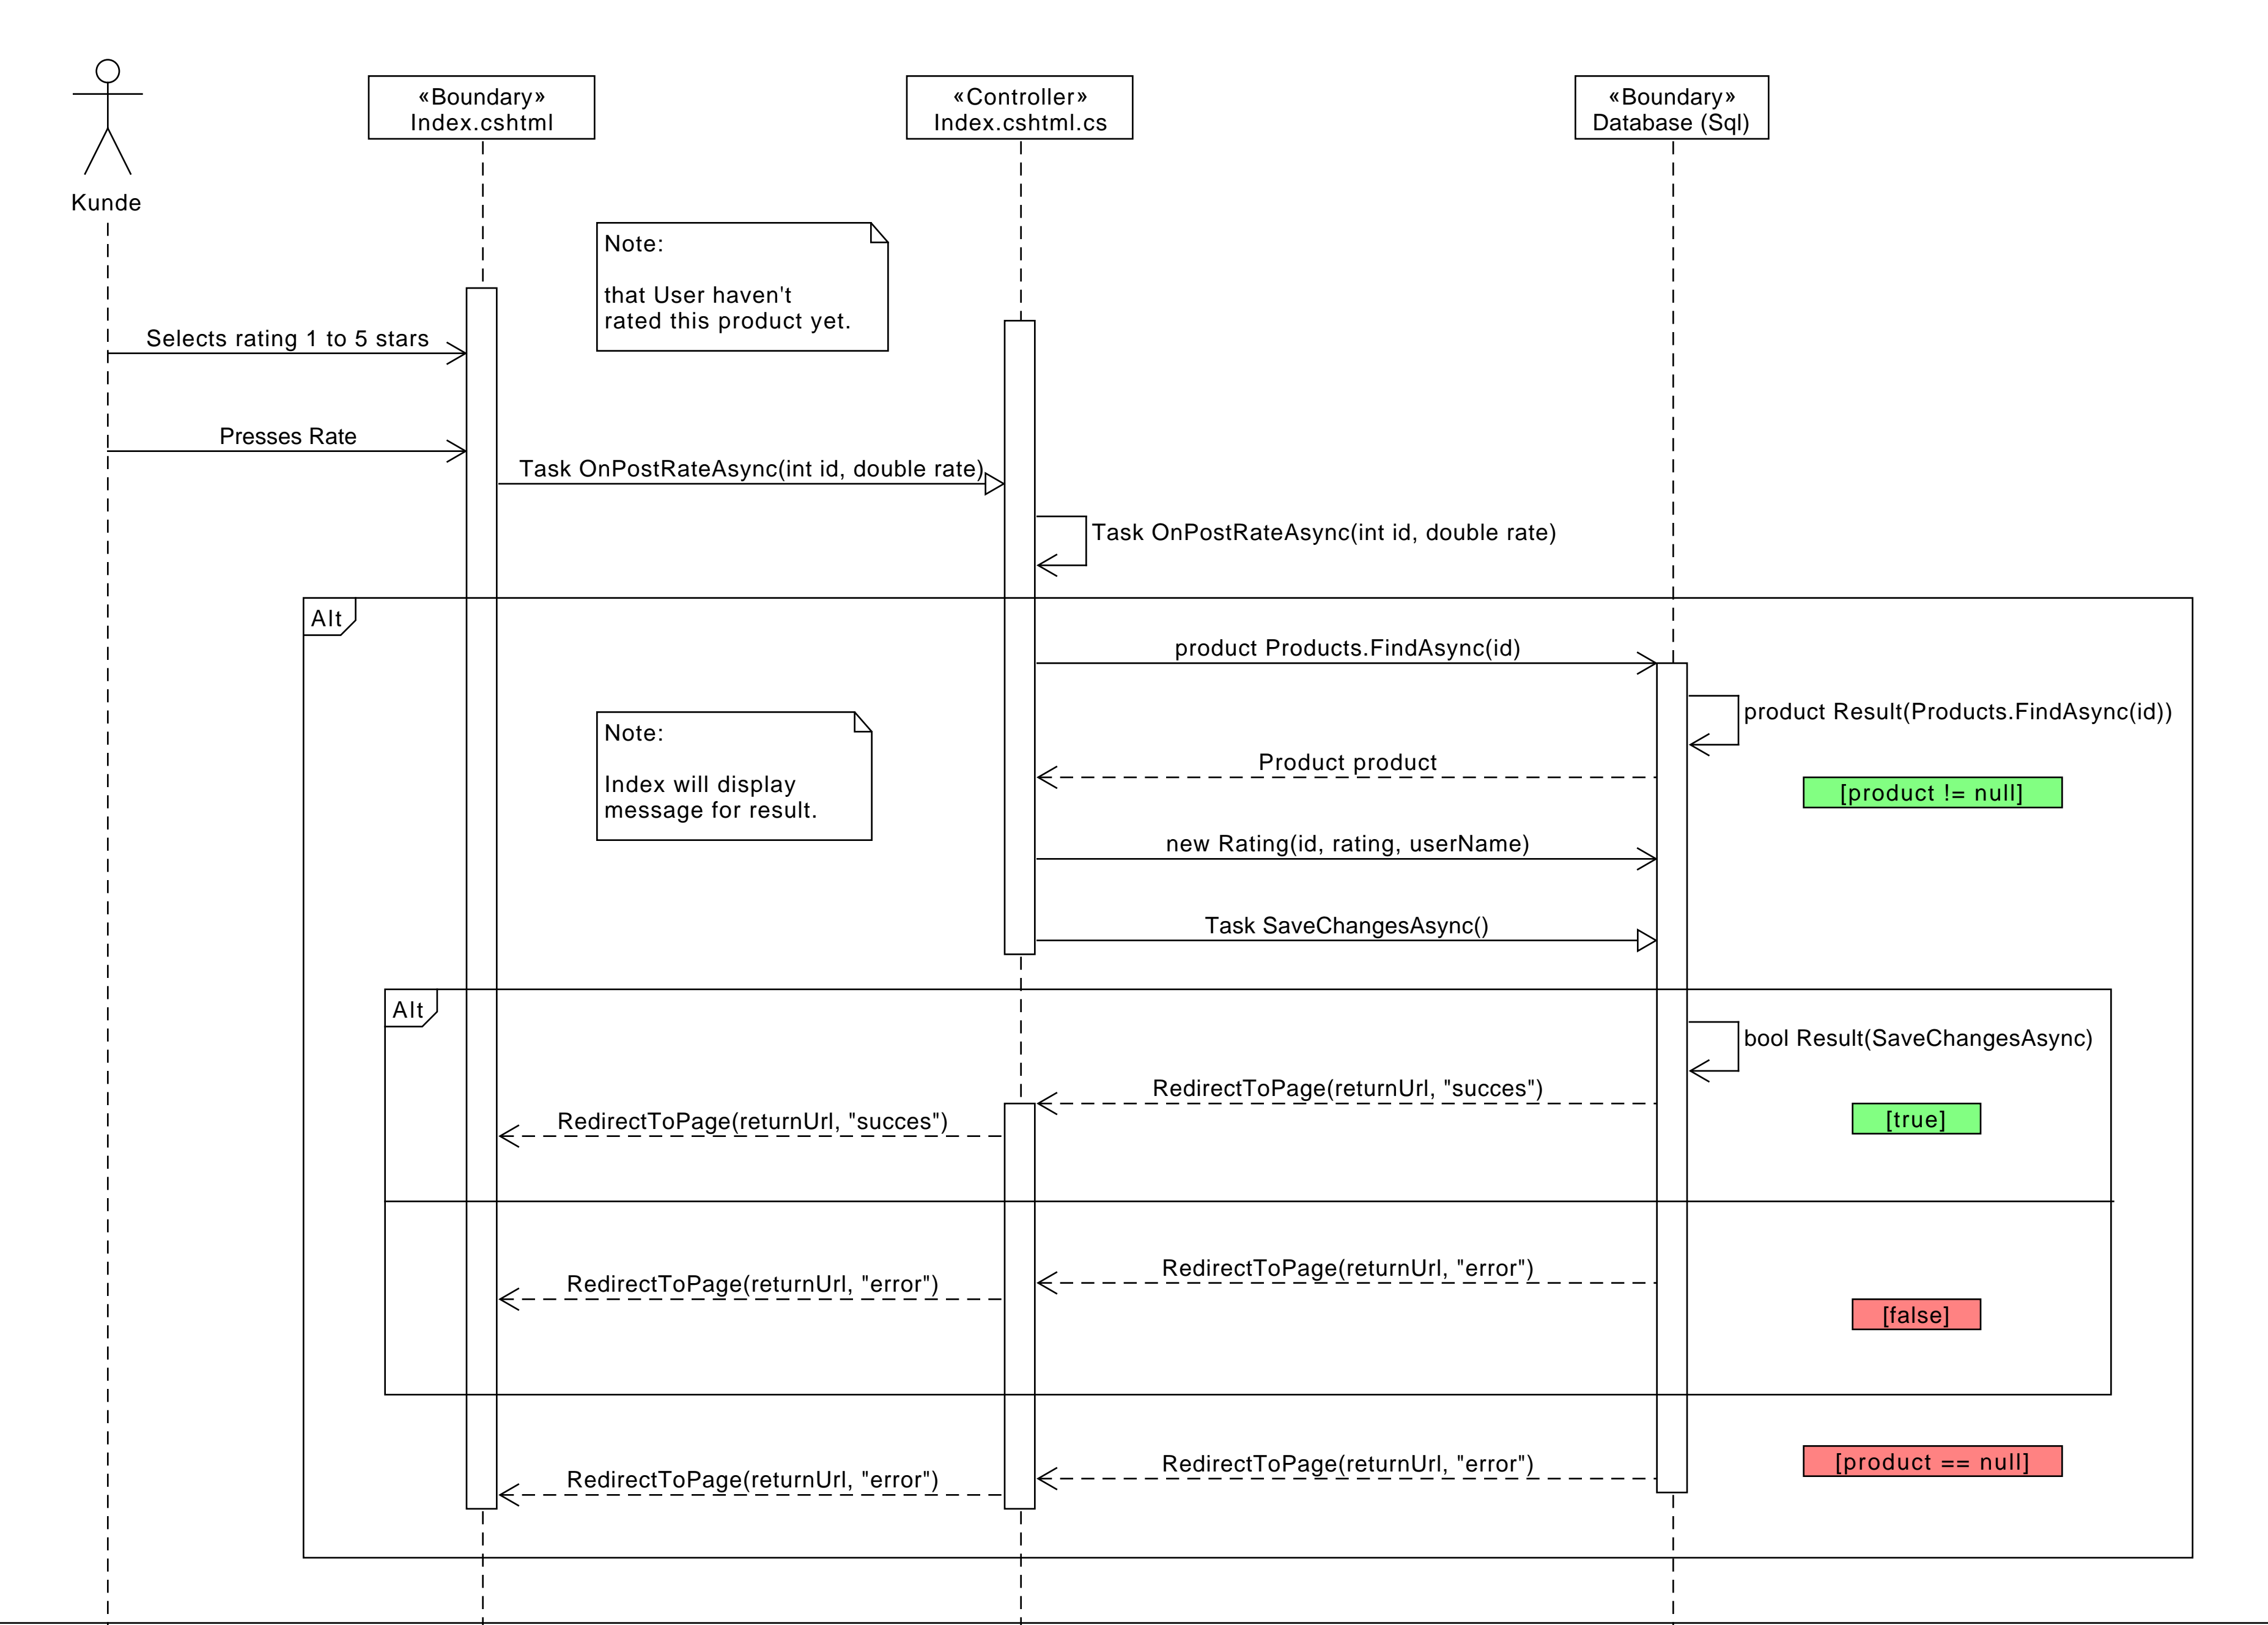 «Boundary»
Index.cshtml
«Controller»
Index.cshtml.cs
«Boundary»
Database (Sql)
Kunde
Note:
that User haven't
rated this product yet.
Selects rating 1 to 5 stars
Presses Rate
Task OnPostRateAsync(int id, double rate)
Task OnPostRateAsync(int id, double rate)
Alt
product Products.FindAsync(id)
product Result(Products.FindAsync(id))
Note:
Index will display
message for result.
Product product
[product != null]
new Rating(id, rating, userName)
Task SaveChangesAsync()
Alt
bool Result(SaveChangesAsync)
RedirectToPage(returnUrl, "succes")
RedirectToPage(returnUrl, "succes")
[true]
RedirectToPage(returnUrl, "error")
RedirectToPage(returnUrl, "error")
[false]
RedirectToPage(returnUrl, "error")
RedirectToPage(returnUrl, "error")
[product == null]